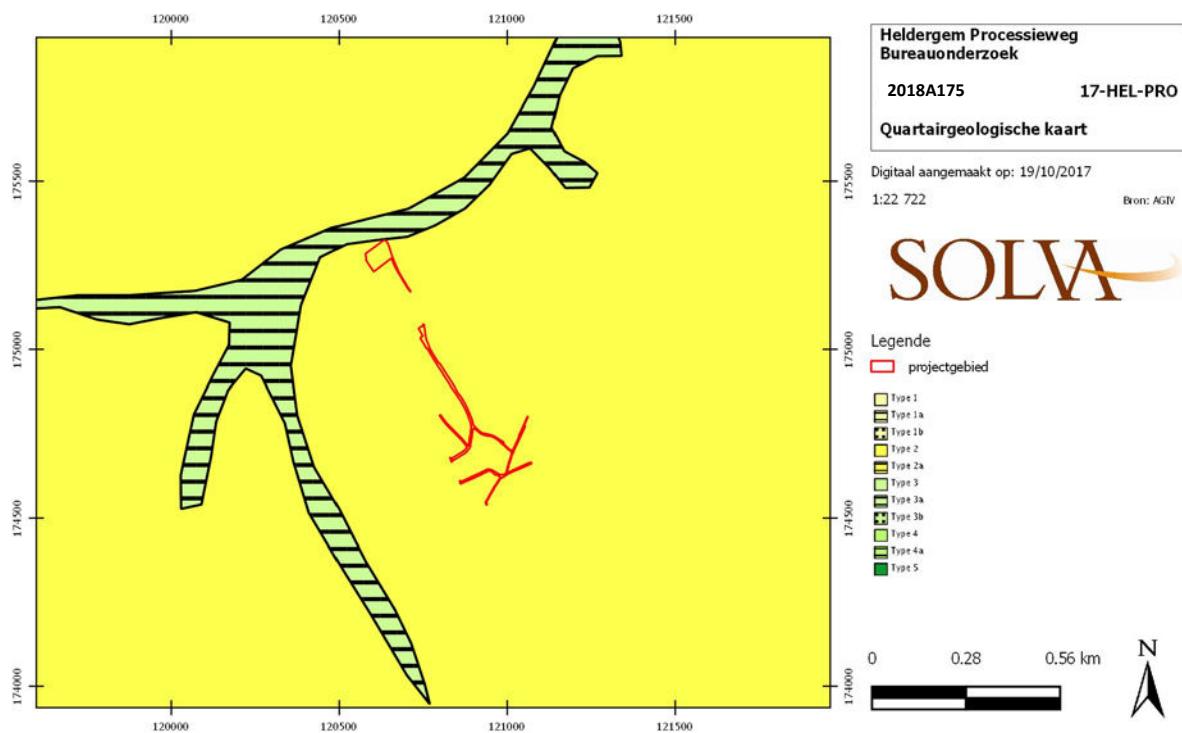 120000 120500 121000 121500
175500 175500
175000 175000
174500 174500
174000 174000
120000 120500 121000 121500
Heldergem Processieweg
Bureauonderzoek
2018A175 17-HEL-PRO
Quartairgeologische kaart
Digitaal aangemaakt op: 19/10/2017
1:22 722 Bron: AGIV
SOLVA
Legende
projectgebied
Type 1
Type 1a
Type 1b
Type 2
Type 2a
Type 3
Type 3a
Type 3b
Type 4
Type 4a
Type 5
0 0.28 0.56 km
N